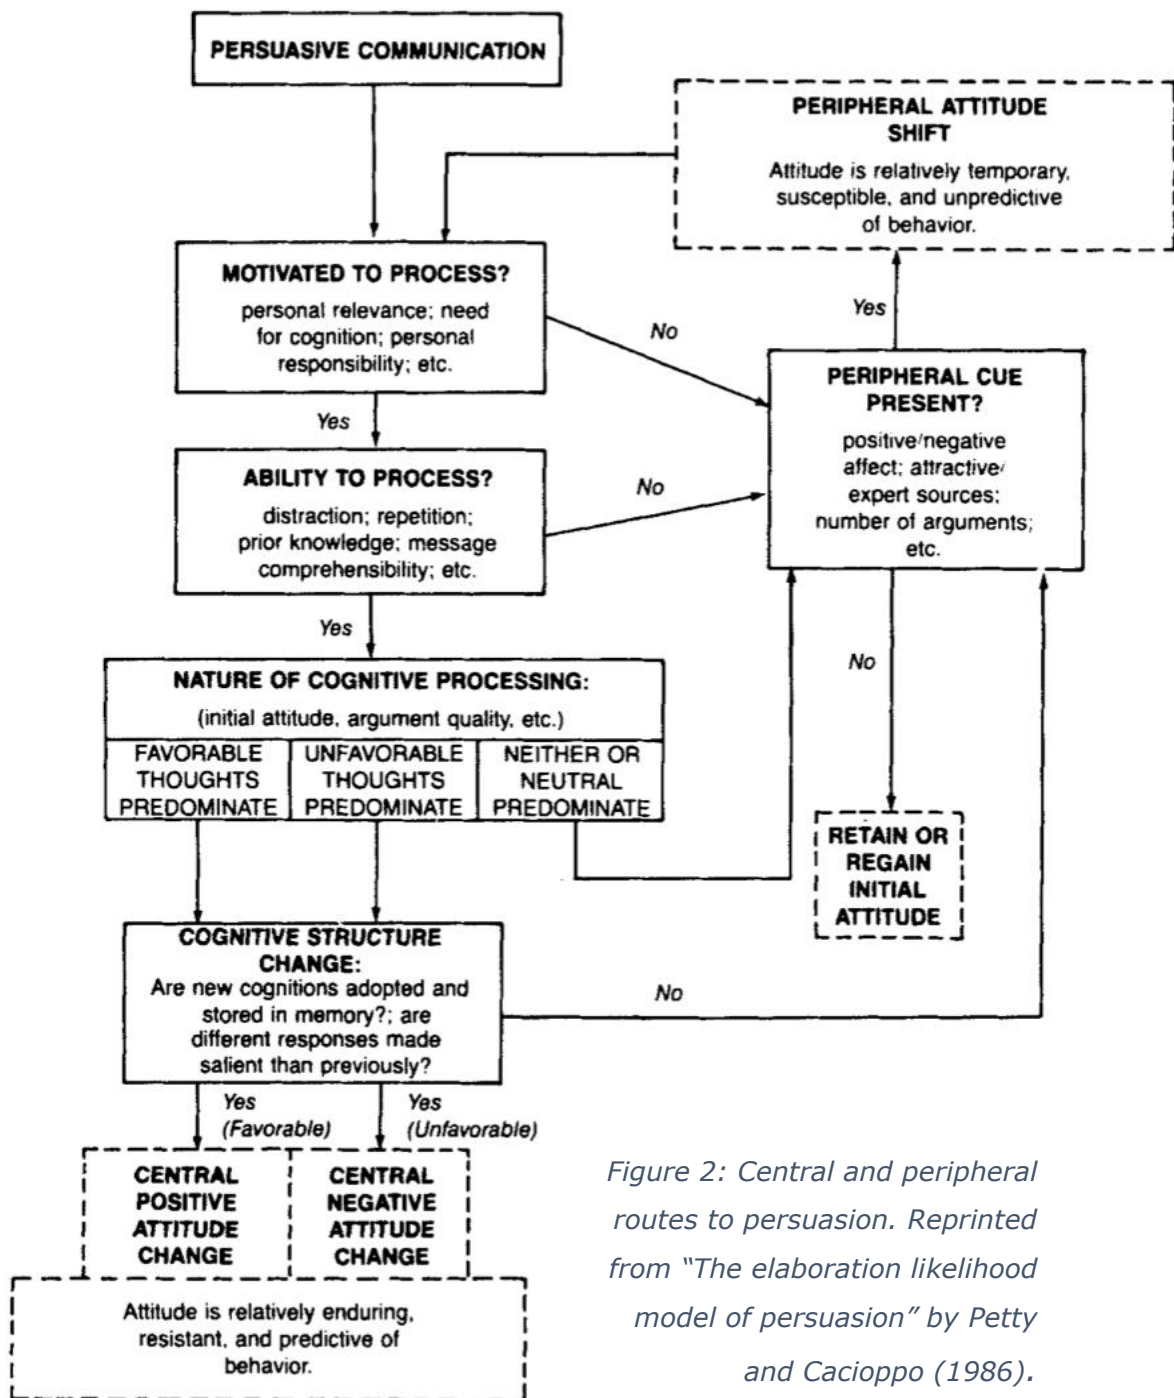 PERSUASIVE COMMUNICATION
PERIPHERAL ATTITUDE
SHIFT
Attitude is relatively temporary,
susceptible, and unpredictive
of behavior.
MOTIVATED TO PROCESS?
personal relevance; need
for cognition; personal
responsibility; etc.
No
Yes
Yes
PERIPHERAL CUE
PRESENT?
positive/negative
affect; attractive/
expert sources;
number of arguments;
etc.
ABILITY TO PROCESS?
distraction; repetition;
prior knowledge; message
comprehensibility; etc.
No
Yes
No
NATURE OF COGNITIVE PROCESSING:
(initial attitude, argument quality, etc.)
FAVORABLE
THOUGHTS
PREDOMINATE
UNFAVORABLE
THOUGHTS
PREDOMINATE
NEITHER OR
NEUTRAL
PREDOMINATE
RETAIN OR
REGAIN
INITIAL
ATTITUDE
COGNITIVE STRUCTURE
CHANGE:
Are new cognitions adopted and
stored in memory?; are
different responses made
salient than previously?
No
Yes
(Favorable)
Yes
(Unfavorable)
CENTRAL
POSITIVE
ATTITUDE
CHANGE
CENTRAL
NEGATIVE
ATTITUDE
CHANGE
Attitude is relatively enduring,
resistant, and predictive of
behavior.
Figure 2: Central and peripheral
routes to persuasion. Reprinted
from “The elaboration likelihood
model of persuasion” by Petty
and Cacioppo (1986).